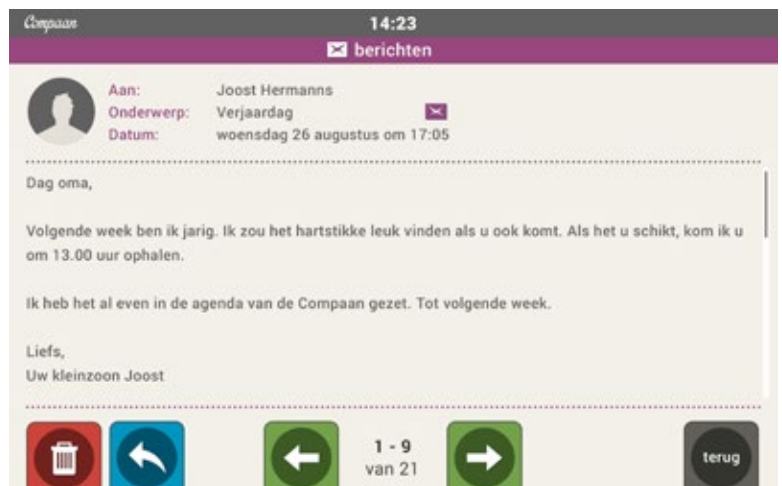 Compaan
14:23
berichten
Aan: Joost Hermanns
Onderwerp: Verjaardag
Datum: woensdag 26 augustus om 17:05
Dag oma,
Volgende week ben ik jarig. Ik zou het hartstikke leuk vinden als u ook komt. Als het u schikt, kom ik u
om 13.00 uur ophalen.
Ik heb het al even in de agenda van de Compaan gezet. Tot volgende week.
Liefs,
Uw kleinzoon Joost
1 - 9
van 21
terug